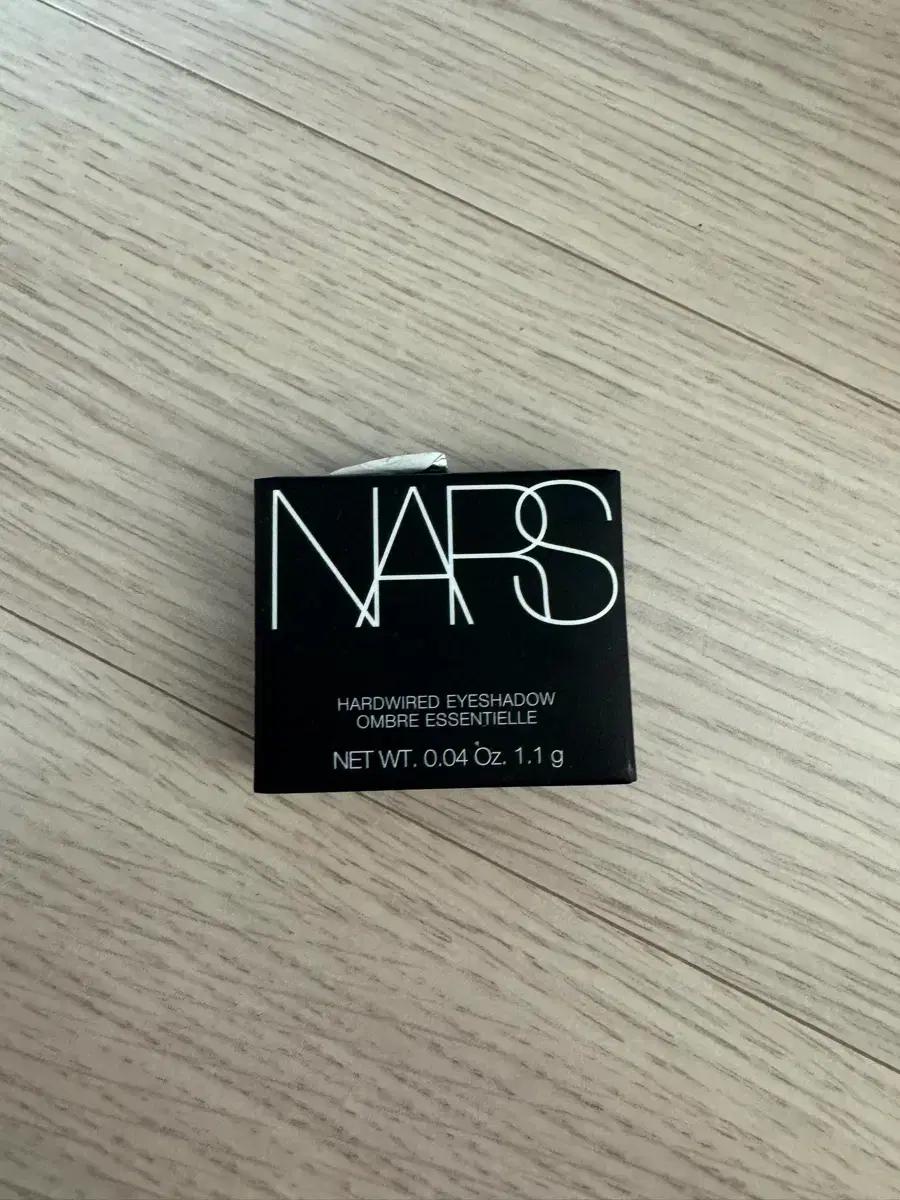 NARS
HARDWIRED EYESHADOW
OMBRE ESSENTIELLE
NET WT. 0.04 Oz. 1.1 g